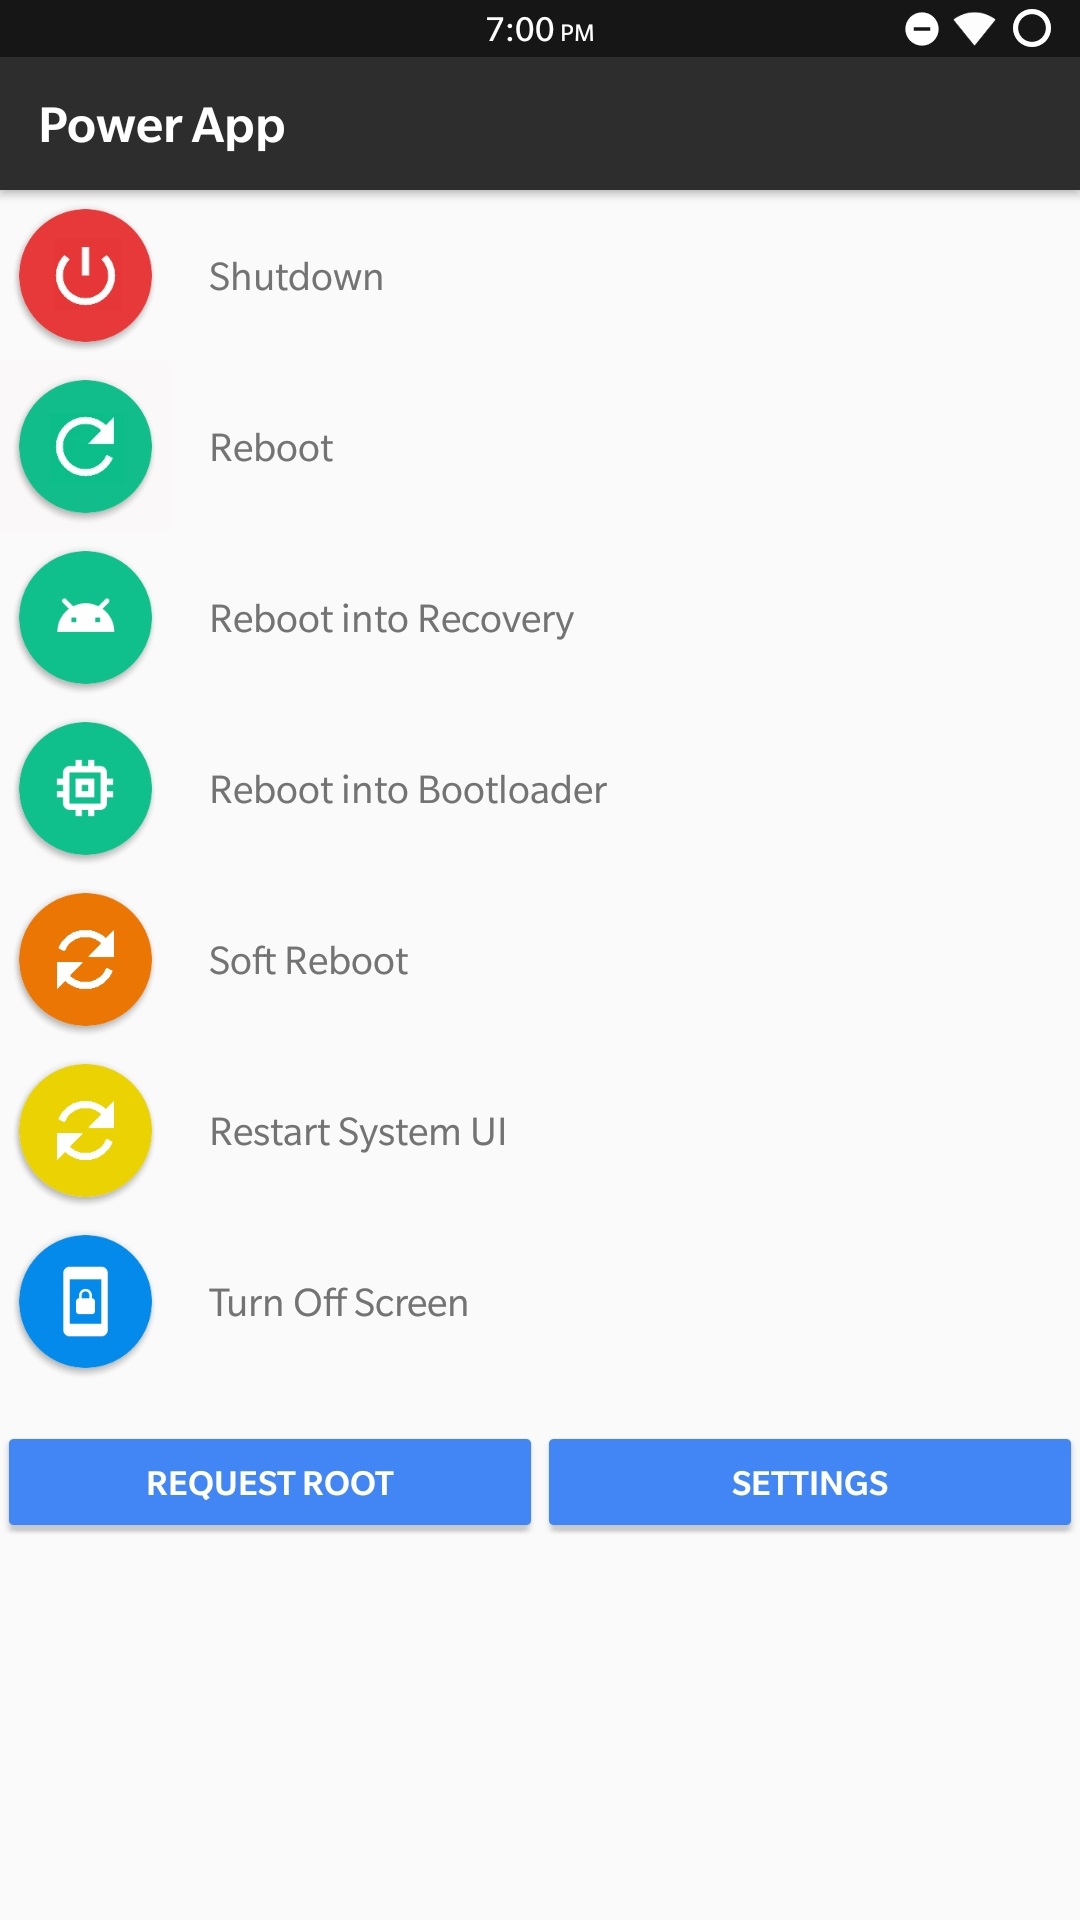 7:00 PM
Power App
Shutdown
Reboot
Reboot into Recovery
Reboot into Bootloader
Soft Reboot
Restart System UI
Turn Off Screen
REQUEST ROOT
SETTINGS